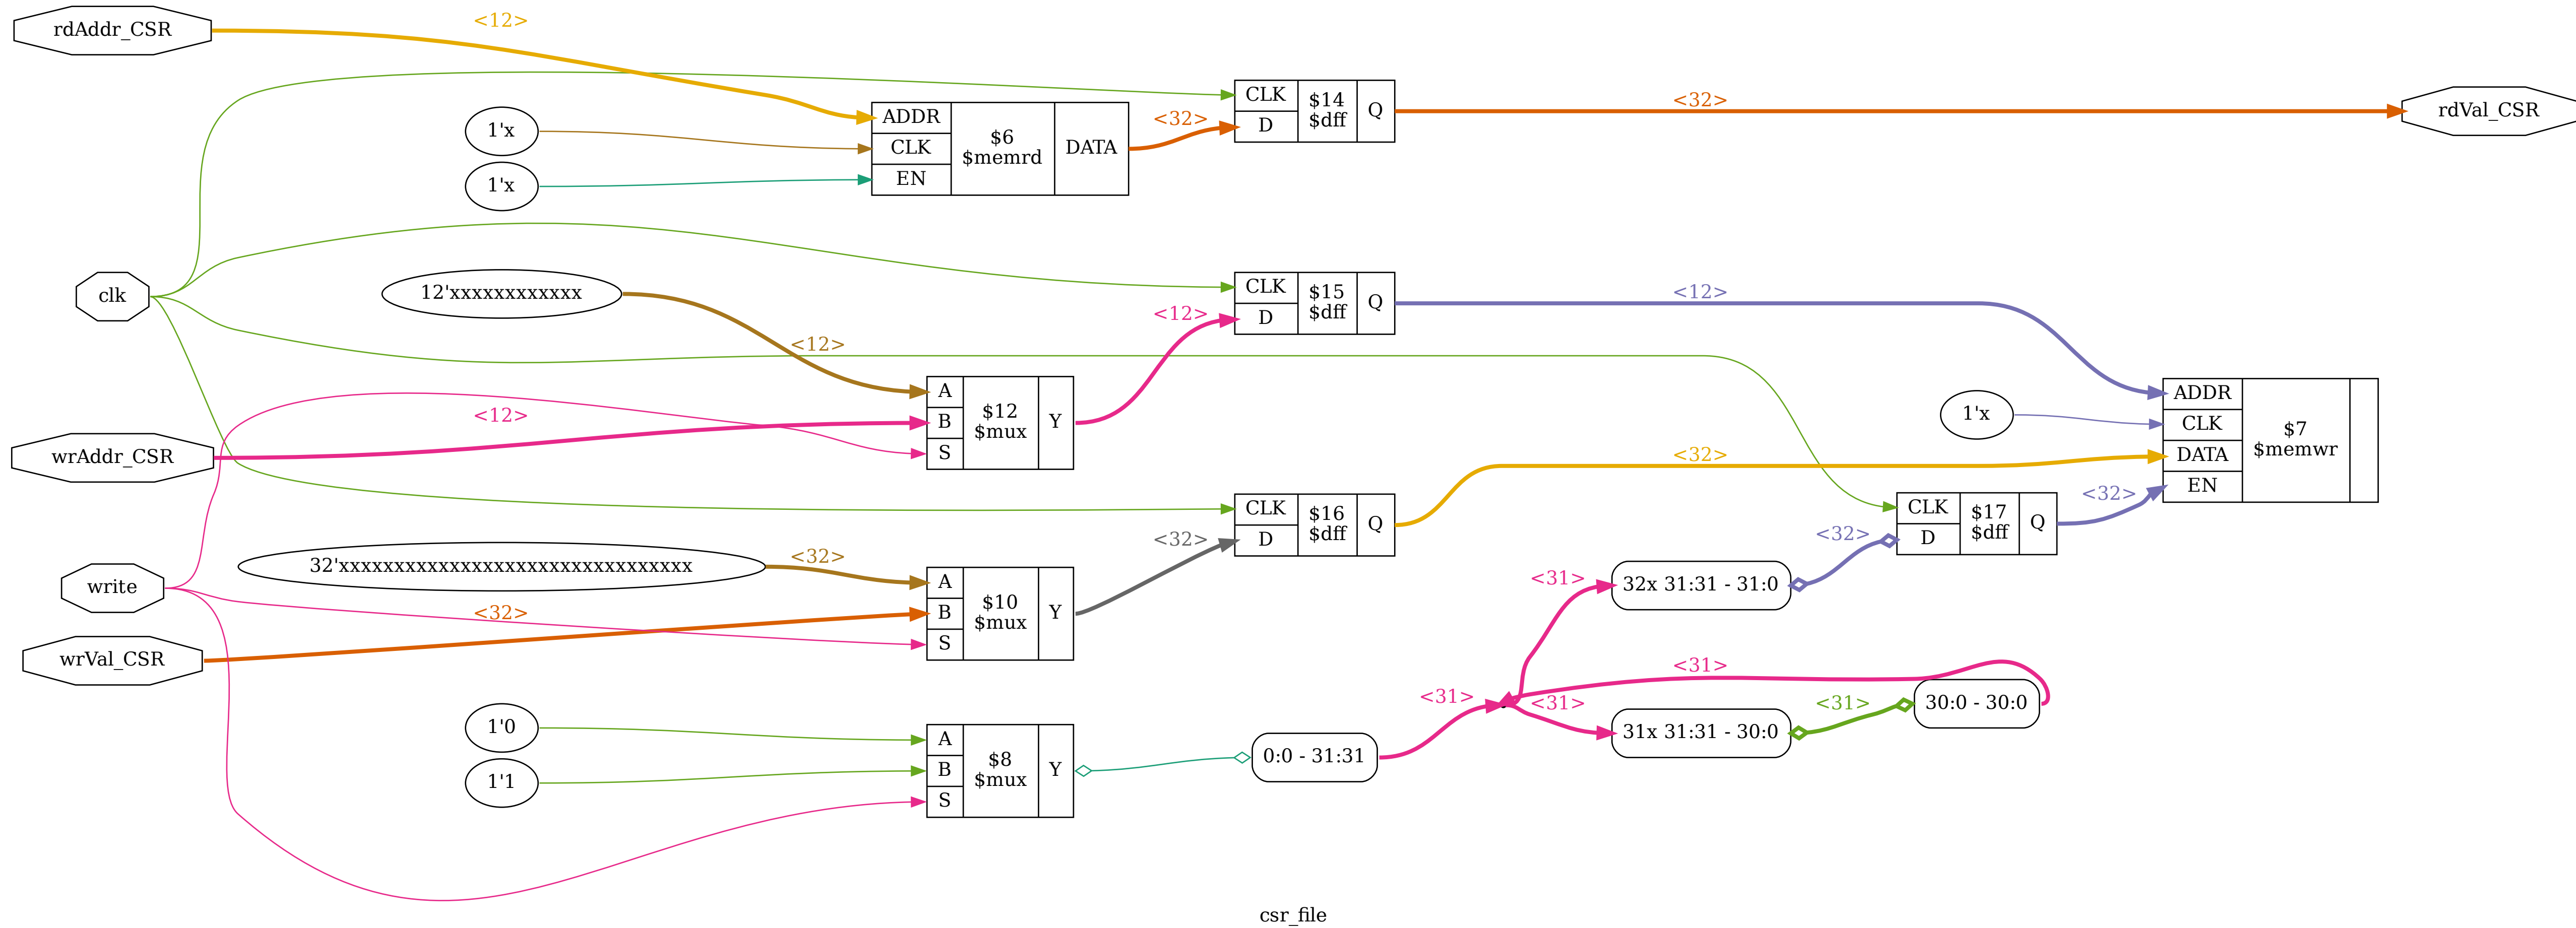 rdAddr_CSR
<12>
1'x
1'x
ADDR
CLK
EN
$6
$memrd
DATA
<32>
CLK
D
$14
$dff
Q
<32>
rdVal_CSR
clk
12'xxxxxxxxxxxx
<12>
wrAddr_CSR
<12>
A
B
S
$12
$mux
Y
<12>
CLK
D
$15
$dff
Q
<12>
1'x
ADDR
CLK
DATA
EN
$7
$memwr
write
32'xxxxxxxxxxxxxxxxxxxxxxxxxxxxxxxx
<32>
wrVal_CSR
<32>
A
B
S
$10
$mux
Y
<32>
CLK
D
$16
$dff
Q
<32>
CLK
D
$17
$dff
Q
<32>
<32>
<31>
32x 31:31 - 31:0
1'0
1'1
A
B
S
$8
$mux
Y
0:0 - 31:31
<31>
<31>
<31>
31x 31:31 - 30:0
<31>
30:0 - 30:0
csr_file